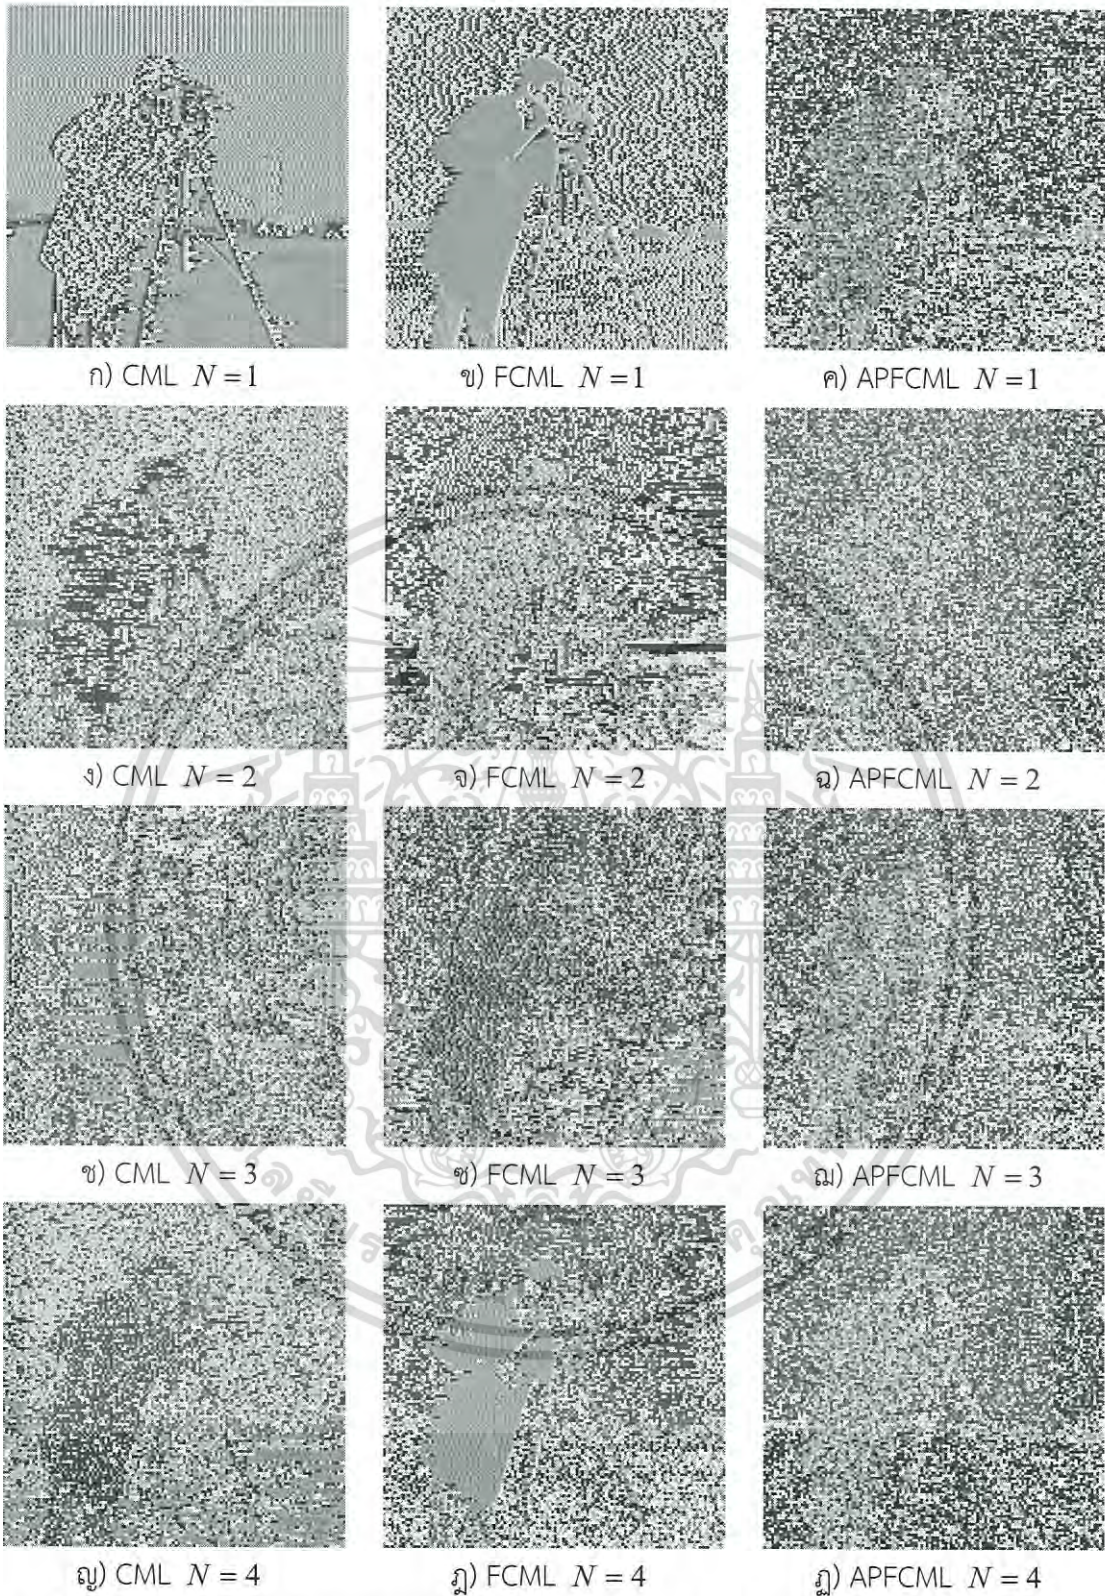 ก) CML N = 1 ข) FCML N = 1 ค) APFCML N = 1
ง) CML N = 2 จ) FCML N = 2 ฉ) APFCML N = 2
ช) CML N = 3 ซ) FCML N = 3 ฌ) APFCML N = 3
ญ) CML N = 4 ฎ) FCML N = 4 ฏ) APFCML N = 4